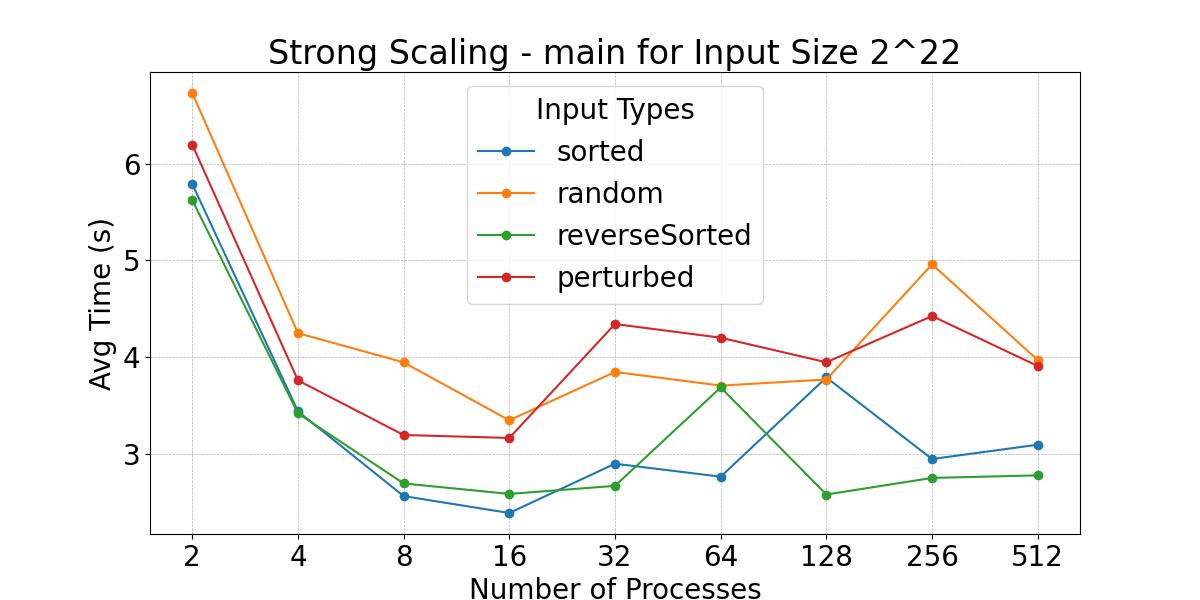 Strong Scaling - main for Input Size 2^22
Input Types
sorted
random
reverseSorted
perturbed
Avg Time (s)
6
5
4
3
2 4 8 16 32 64 128 256 512
Number of Processes